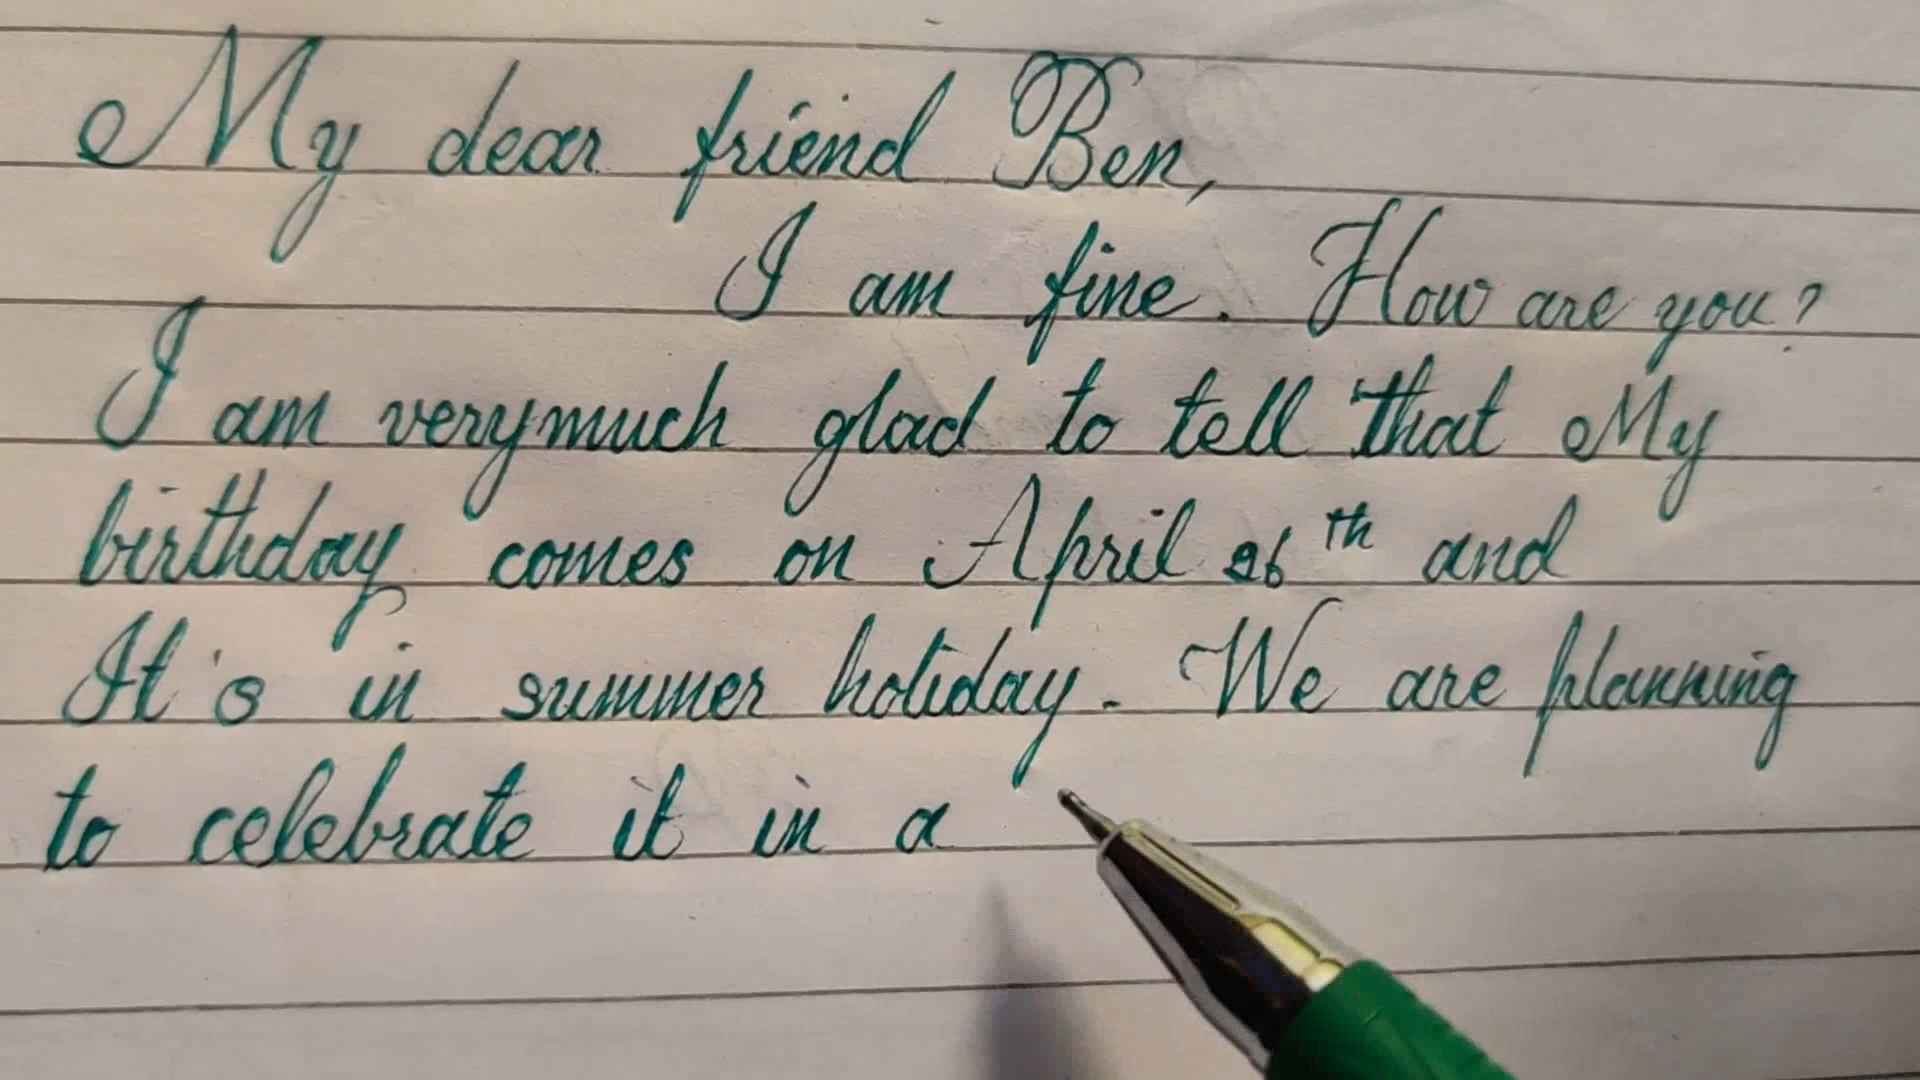 My dear friend Ben,
I am fine. How are you?
I am verymuch glad to tell that My
birthday comes on April 26th and
It's in summer holiday. We are planning
to celebrate it in a